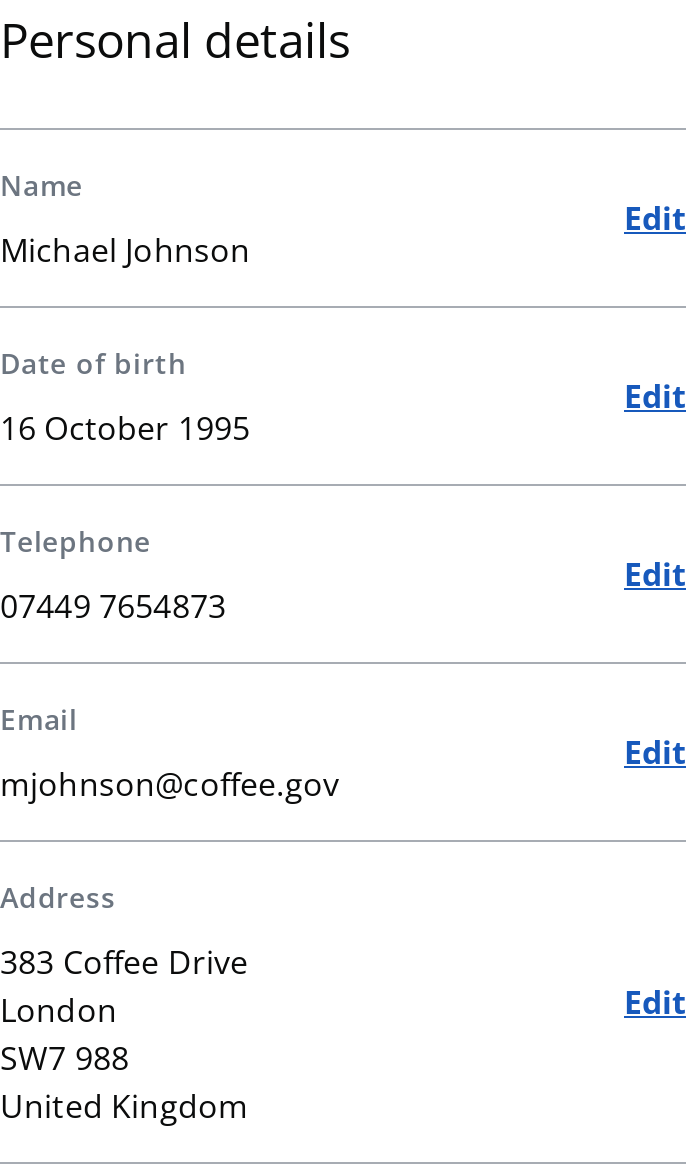 Personal details
Name
Michael Johnson
Edit
Date of birth
16 October 1995
Edit
Telephone
07449 7654873
Edit
Email
mjohnson@coffee.gov
Edit
Address
383 Coffee Drive
London
SW7 988
United Kingdom
Edit